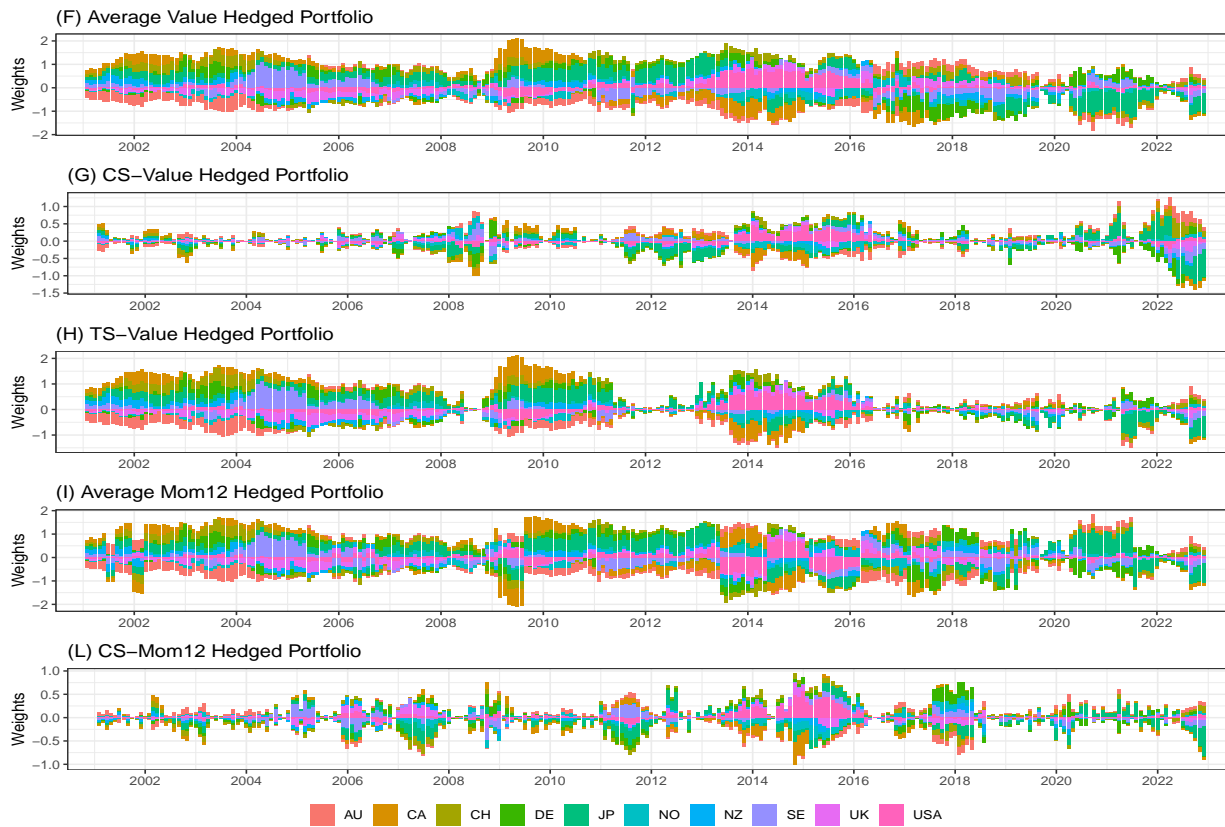 (F) Average Value Hedged Portfolio
Weights
2
1
0
−1
−2
2002 2004 2006 2008 2010 2012 2014 2016 2018 2020 2022
(G) CS−Value Hedged Portfolio
Weights
1.0
0.5
0.0
−0.5
−1.0
−1.5
2002 2004 2006 2008 2010 2012 2014 2016 2018 2020 2022
(H) TS−Value Hedged Portfolio
Weights
2
1
0
−1
2002 2004 2006 2008 2010 2012 2014 2016 2018 2020 2022
(I) Average Mom12 Hedged Portfolio
Weights
2
1
0
−1
−2
2002 2004 2006 2008 2010 2012 2014 2016 2018 2020 2022
(L) CS−Mom12 Hedged Portfolio
Weights
1.0
0.5
0.0
−0.5
−1.0
2002 2004 2006 2008 2010 2012 2014 2016 2018 2020 2022
AU CA CH DE JP NO NZ SE UK USA